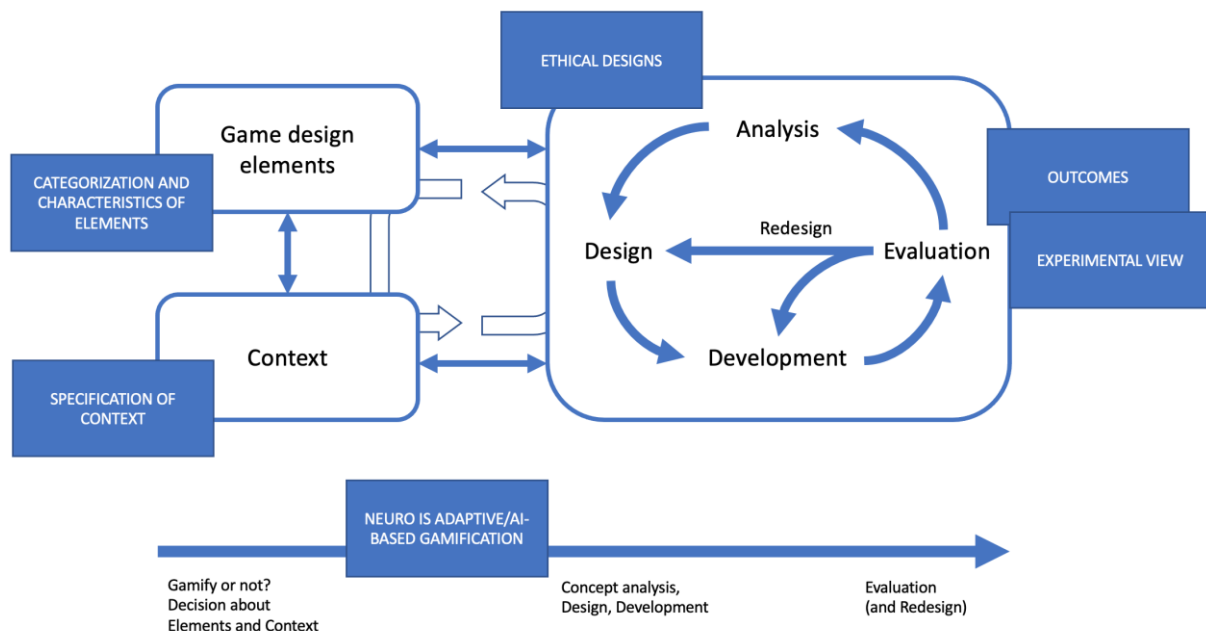 ETHICAL DESIGNS
Game design
elements
CATEGORIZATION AND
CHARACTERISTICS OF
ELEMENTS
Analysis
OUTCOMES
Redesign
Design
Evaluation
EXPERIMENTAL VIEW
Context
Development
SPECIFICATION OF
CONTEXT
NEURO IS ADAPTIVE/AI-
BASED GAMIFICATION
Gamify or not?
Decision about
Elements and Context
Concept analysis,
Design, Development
Evaluation
(and Redesign)